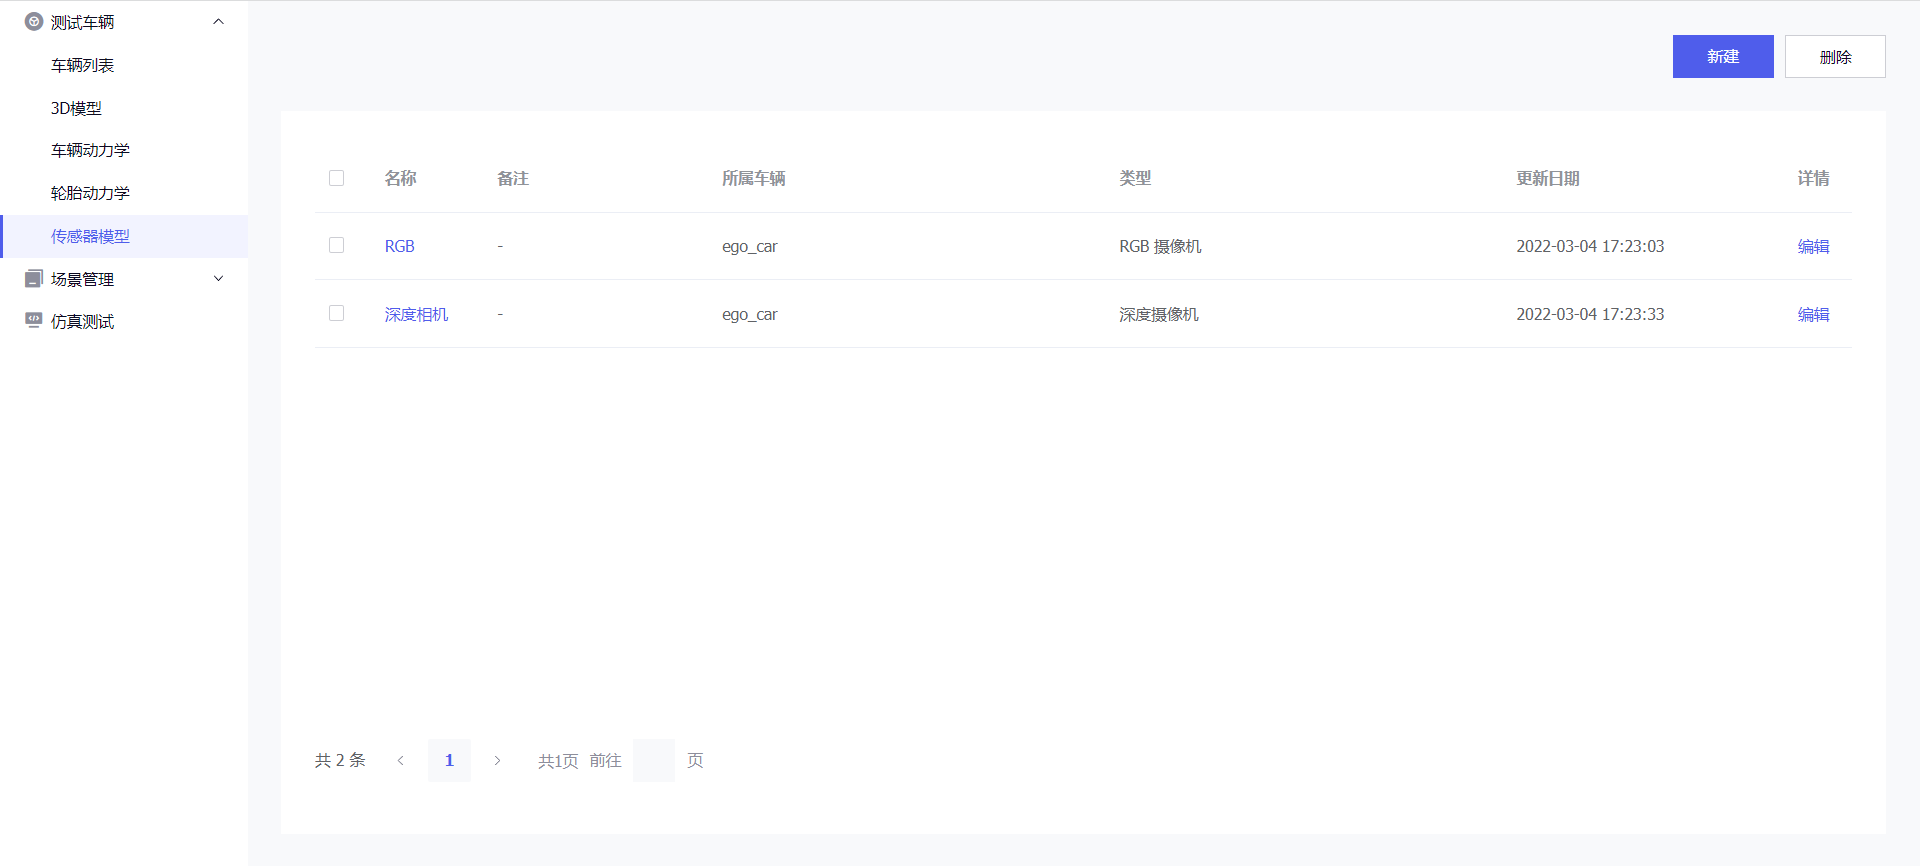 测试车辆
车辆列表
3D模型
车辆动力学
轮胎动力学
传感器模型
场景管理
仿真测试
新建 删除
名称 备注 所属车辆 类型 更新日期 详情
RGB - ego_car RGB 摄像机 2022-03-04 17:23:03 编辑
深度相机 - ego_car 深度摄像机 2022-03-04 17:23:33 编辑
共 2 条 < 1 > 共1页 前往 页